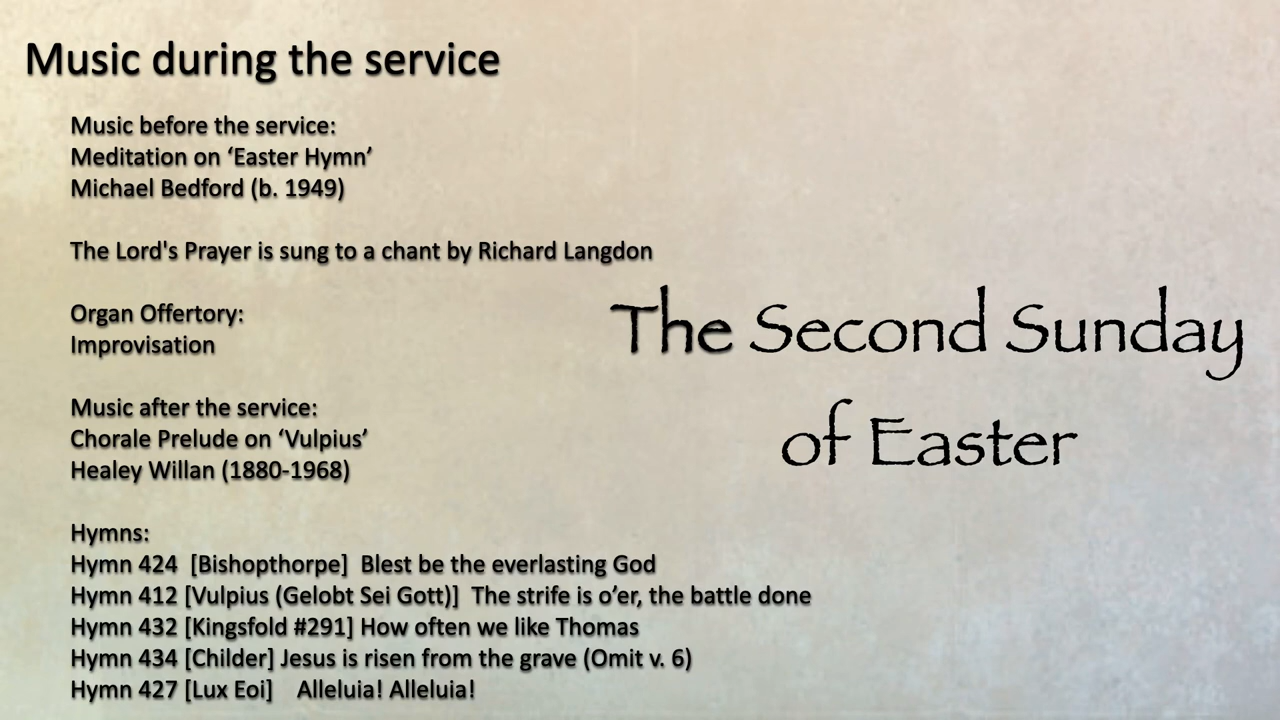 Music during the service
Music before the service:
Meditation on ‘Easter Hymn’
Michael Bedford (b. 1949)
The Lord's Prayer is sung to a chant by Richard Langdon
Organ Offertory:
Improvisation
Music after the service:
Chorale Prelude on ‘Vulpius’
Healey Willan (1880-1968)
Hymns:
Hymn 424  [Bishopthorpe]  Blest be the everlasting God
Hymn 412 [Vulpius (Gelobt Sei Gott)]  The strife is o’er, the battle done
Hymn 432 [Kingsfold #291] How often we like Thomas
Hymn 434 [Childer] Jesus is risen from the grave (Omit v. 6)
Hymn 427 [Lux Eoi]    Alleluia! Alleluia!
The Second Sunday
of Easter